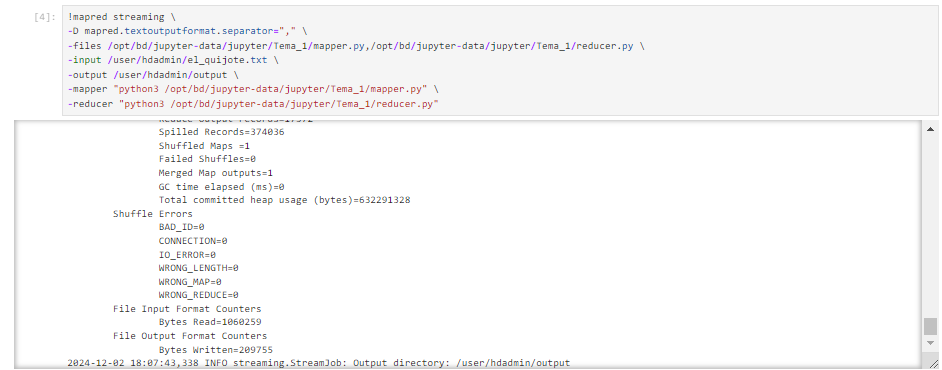 [4]:
!mapred streaming \
-D mapred.textoutputformat.separator="," \
-files /opt/bd/jupyter-data/jupyter/Tema_1/mapper.py,/opt/bd/jupyter-data/jupyter/Tema_1/reducer.py \
-input /user/hdadmin/el_quijote.txt \
-output /user/hdadmin/output \
-mapper "python3 /opt/bd/jupyter-data/jupyter/Tema_1/mapper.py" \
-reducer "python3 /opt/bd/jupyter-data/jupyter/Tema_1/reducer.py"
Reduce output
Spilled Records=374036
Shuffled Maps =1
Failed Shuffles=0
Merged Map outputs=1
GC time elapsed (ms)=0
Total committed heap usage (bytes)=632291328
Shuffle Errors
BAD_ID=0
CONNECTION=0
IO_ERROR=0
WRONG_LENGTH=0
WRONG_MAP=0
WRONG_REDUCE=0
File Input Format Counters
Bytes Read=1060259
File Output Format Counters
Bytes Written=209755
2024-12-02 18:07:43,338 INFO streaming.StreamJob: Output directory: /user/hdadmin/output